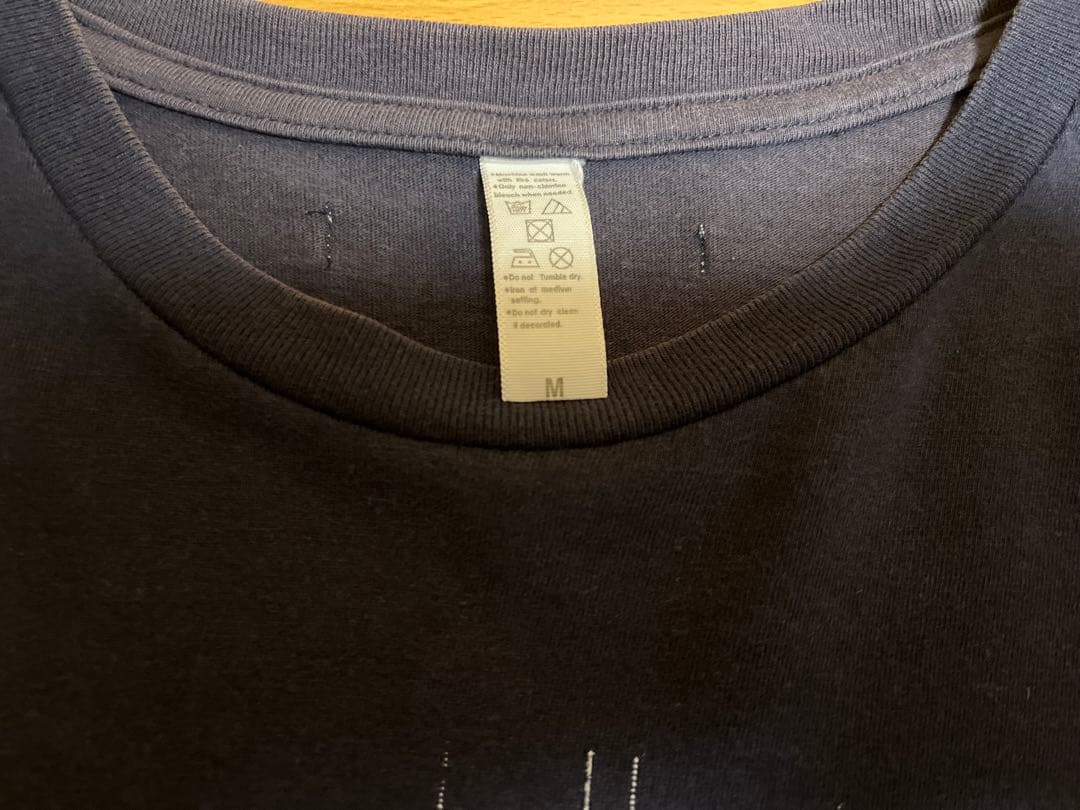 *Machine wash warm
with like colors.
*Only non-chlorine
bleach when needed.
*Do not Tumble dry.
*Iron at medium
setting.
*Do not dry clean
if decorated.
M